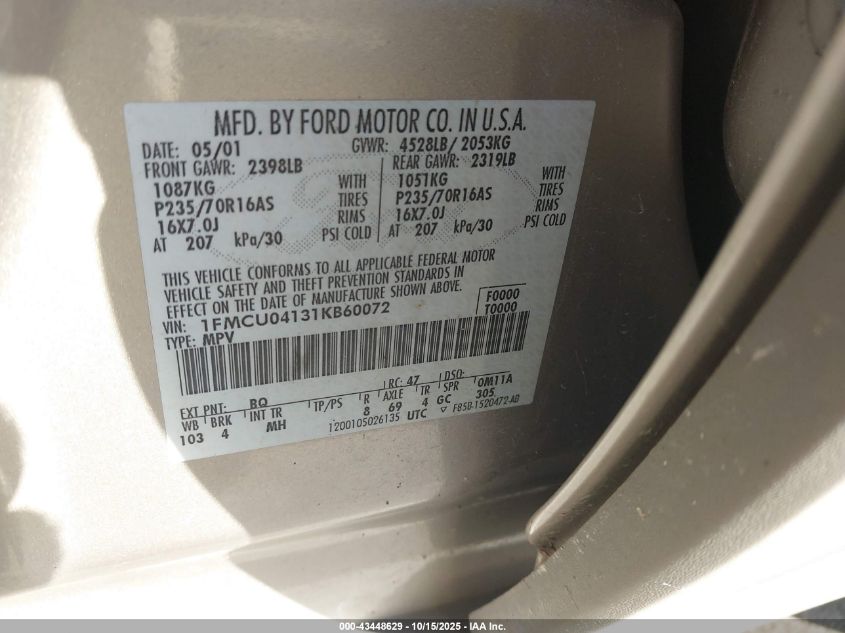 MFD. BY FORD MOTOR CO. IN U.S.A.
DATE: 05/01 GVWR: 4528LB/ 2053KG
FRONT GAWR: 2398LB REAR GAWR: 2319LB
1087KG WITH 1051KG WITH
P235/70R16AS TIRES P235/70R16AS TIRES
16X7.0J RIMS 16X7.0J RIMS
AT 207 kPa/30 PSI COLD AT 207 kPa/30 PSI COLD
THIS VEHICLE CONFORMS TO ALL APPLICABLE FEDERAL MOTOR
VEHICLE SAFETY AND THEFT PREVENTION STANDARDS IN
EFFECT ON THE DATE OF MANUFACTURE SHOWN ABOVE.
VIN: 1FMCU04131KB60072 F0000
TYPE: MPV T0000
EXT PNT: BQ RC: 47 DSO:
WB BRK INT TR TP/PS R AXLE TR SPR 0M11A
103 4 MH 8 69 4 GC 305
1200105026135 UTC ▽ F85B-1520472-AB
000-43448629 - 10/15/2025 - IAA Inc.